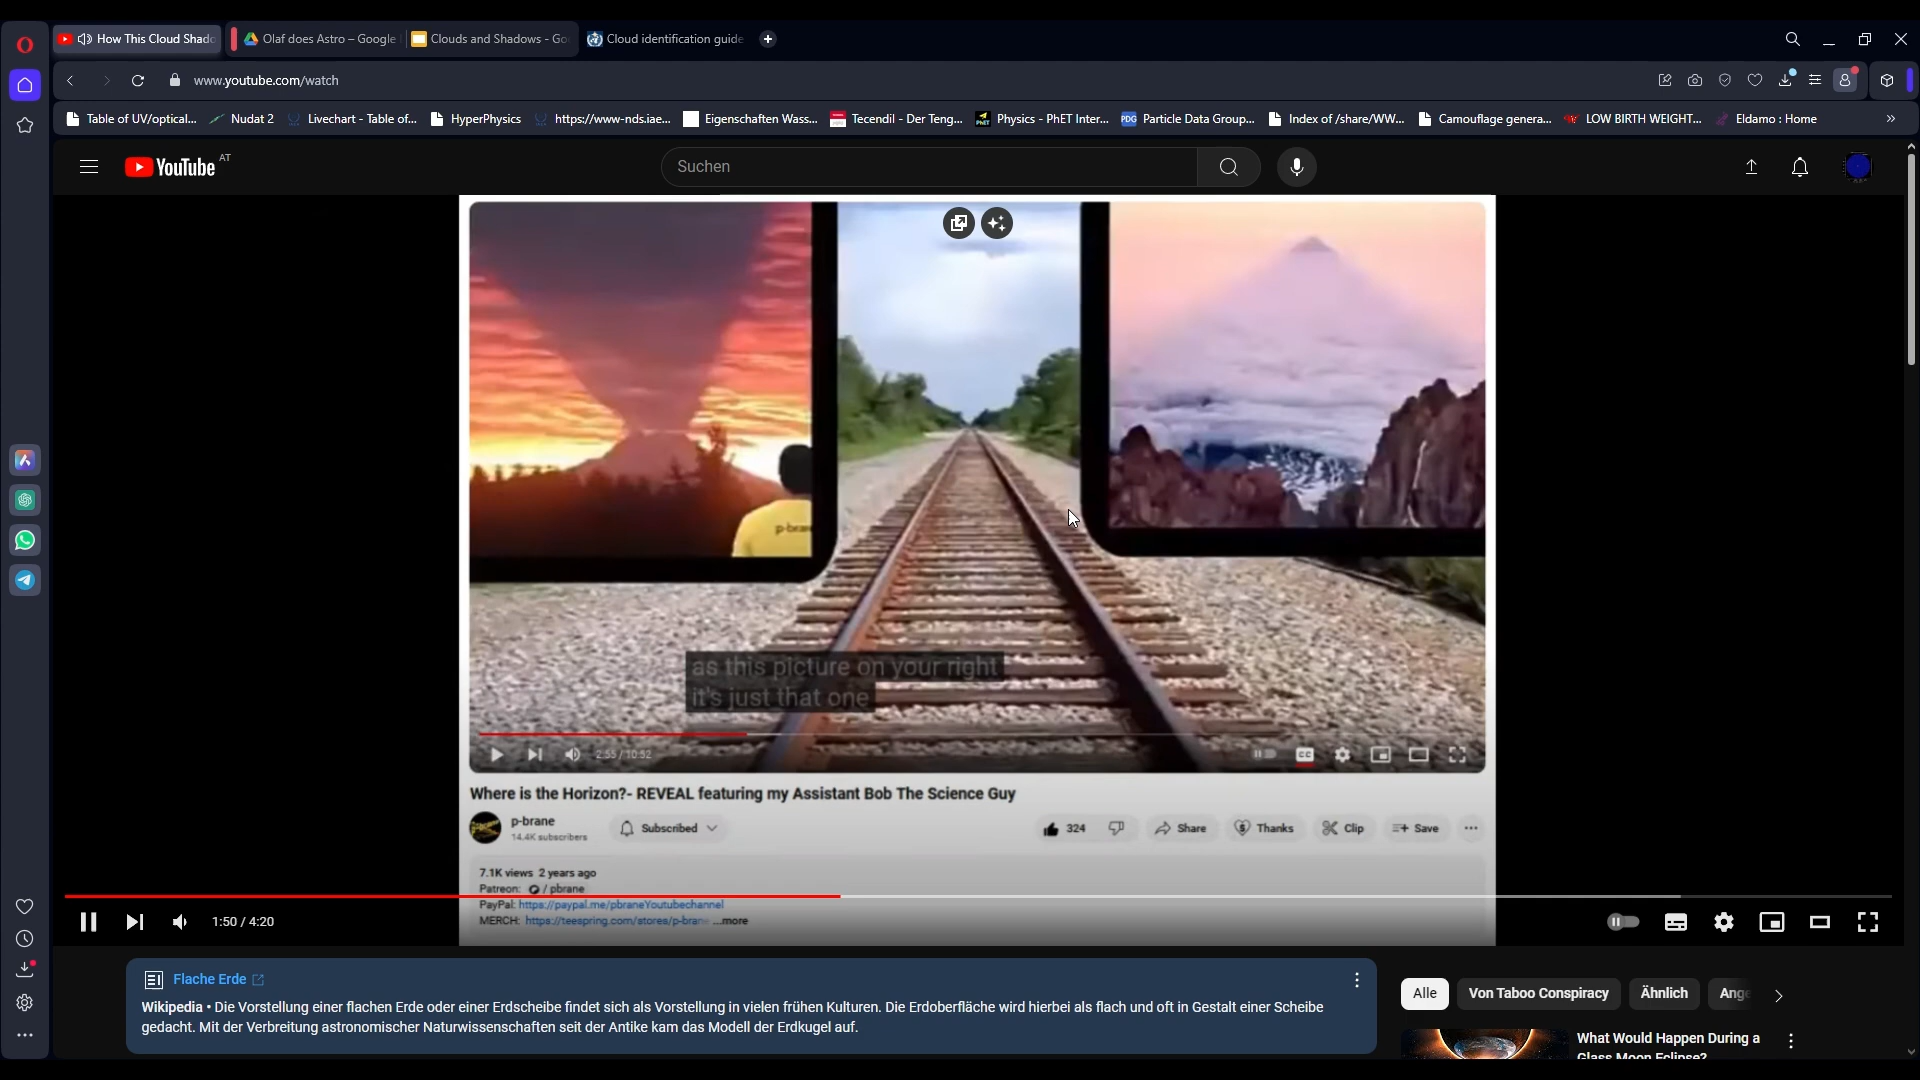 How This Cloud Shado
Olaf does Astro – Google
Clouds and Shadows - Go
Cloud identification guide
www.youtube.com/watch
Table of UV/optical...
Nudat 2
Livechart - Table of...
HyperPhysics
https://www-nds.iae...
Eigenschaften Wass...
Tecendil - Der Teng...
Physics - PhET Inter...
Particle Data Group...
Index of /share/WW...
Camouflage genera...
LOW BIRTH WEIGHT...
Eldamo : Home
YouTube AT
Suchen
p-brane
as this picture on your right
it's just that one
2:55 / 10:52
CC
Where is the Horizon?- REVEAL featuring my Assistant Bob The Science Guy
p-brane
14.4K subscribers
Subscribed
324
Share
Thanks
Clip
Save
7.1K views 2 years ago
Patreon: / pbrane
PayPal: https://paypal.me/pbraneYoutubechannel
MERCH: https://teespring.com/stores/p-brane ...more
1:50 / 4:20
Flache Erde
Wikipedia • Die Vorstellung einer flachen Erde oder einer Erdscheibe findet sich als Vorstellung in vielen frühen Kulturen. Die Erdoberfläche wird hierbei als flach und oft in Gestalt einer Scheibe
gedacht. Mit der Verbreitung astronomischer Naturwissenschaften seit der Antike kam das Modell der Erdkugel auf.
Alle
Von Taboo Conspiracy
Ähnlich
Ange
What Would Happen During a
Glass Moon Eclipse?